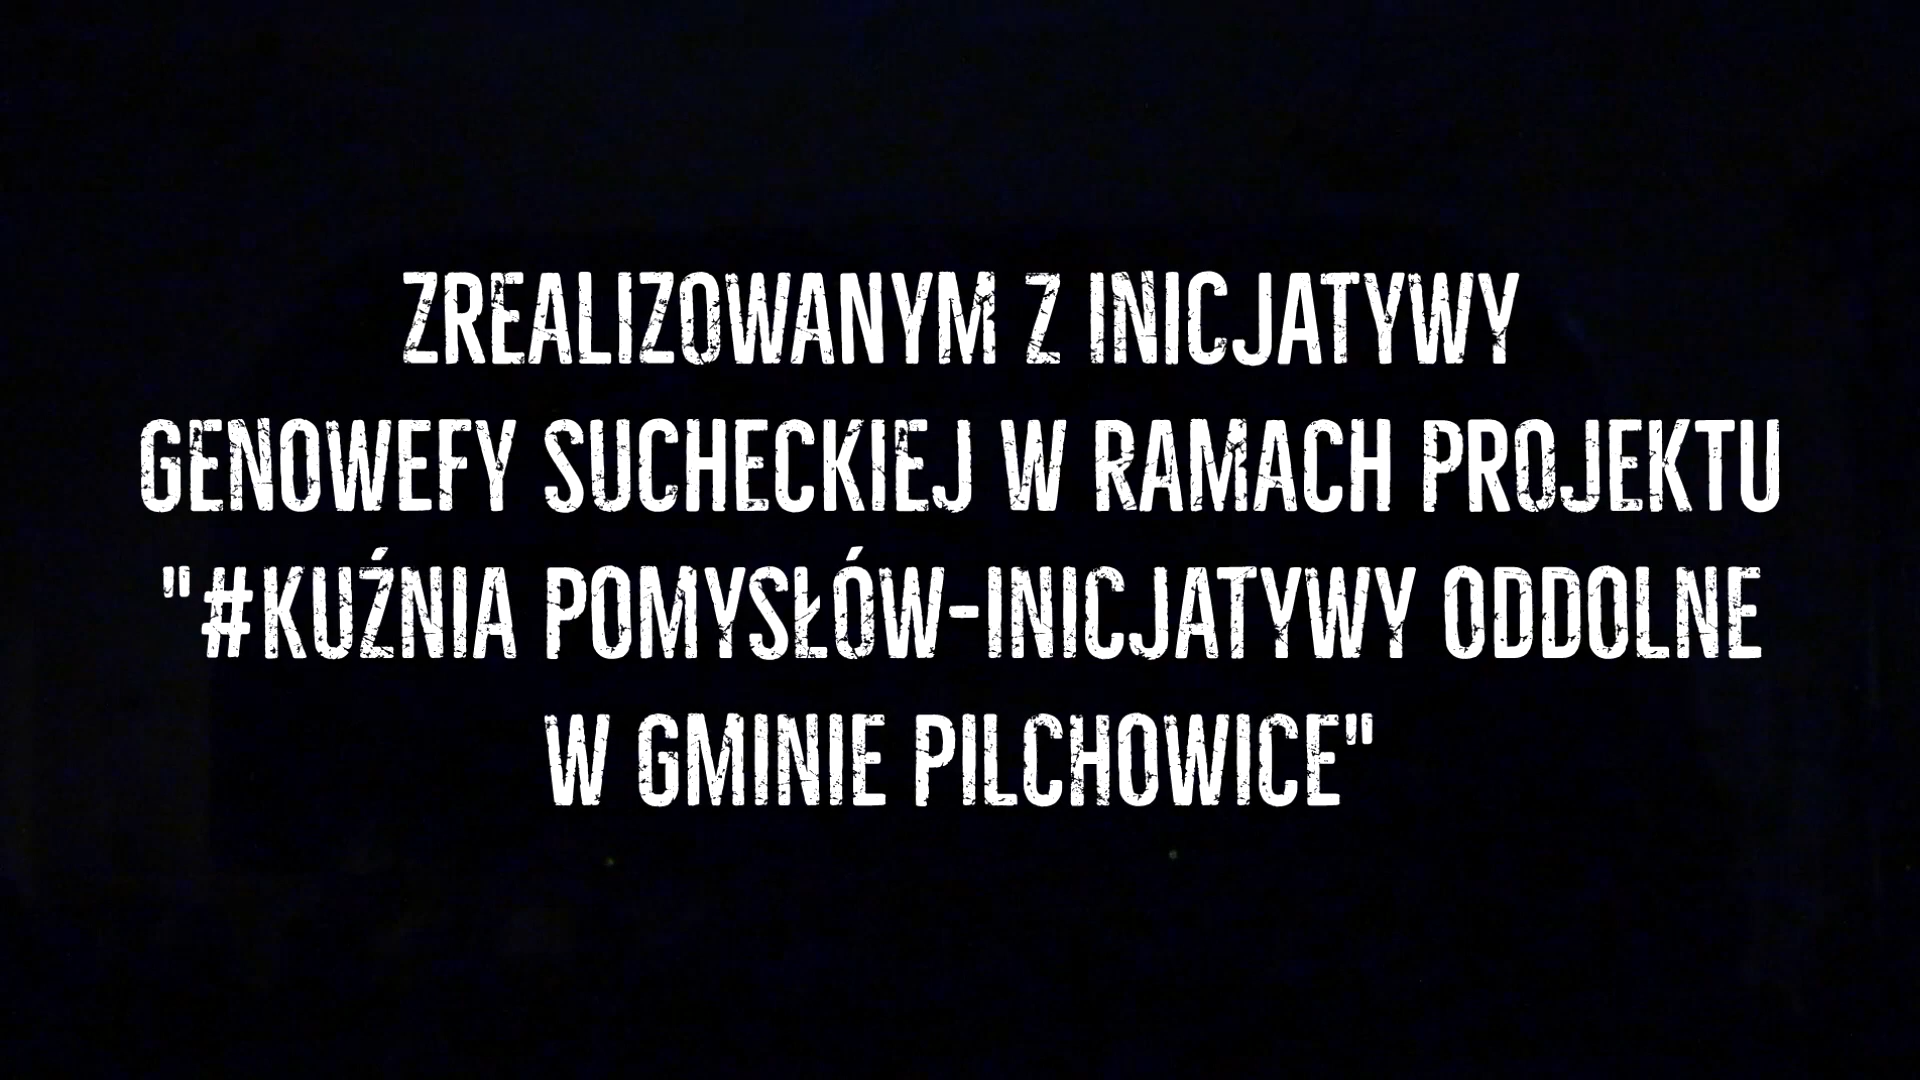 ZREALIZOWANYM Z INICJATYWY
GENOWEFY SUCHECKIEJ W RAMACH PROJEKTU
"#KUŹNIA POMYSŁÓW-INICJATYWY ODDOLNE
W GMINIE PILCHOWICE"